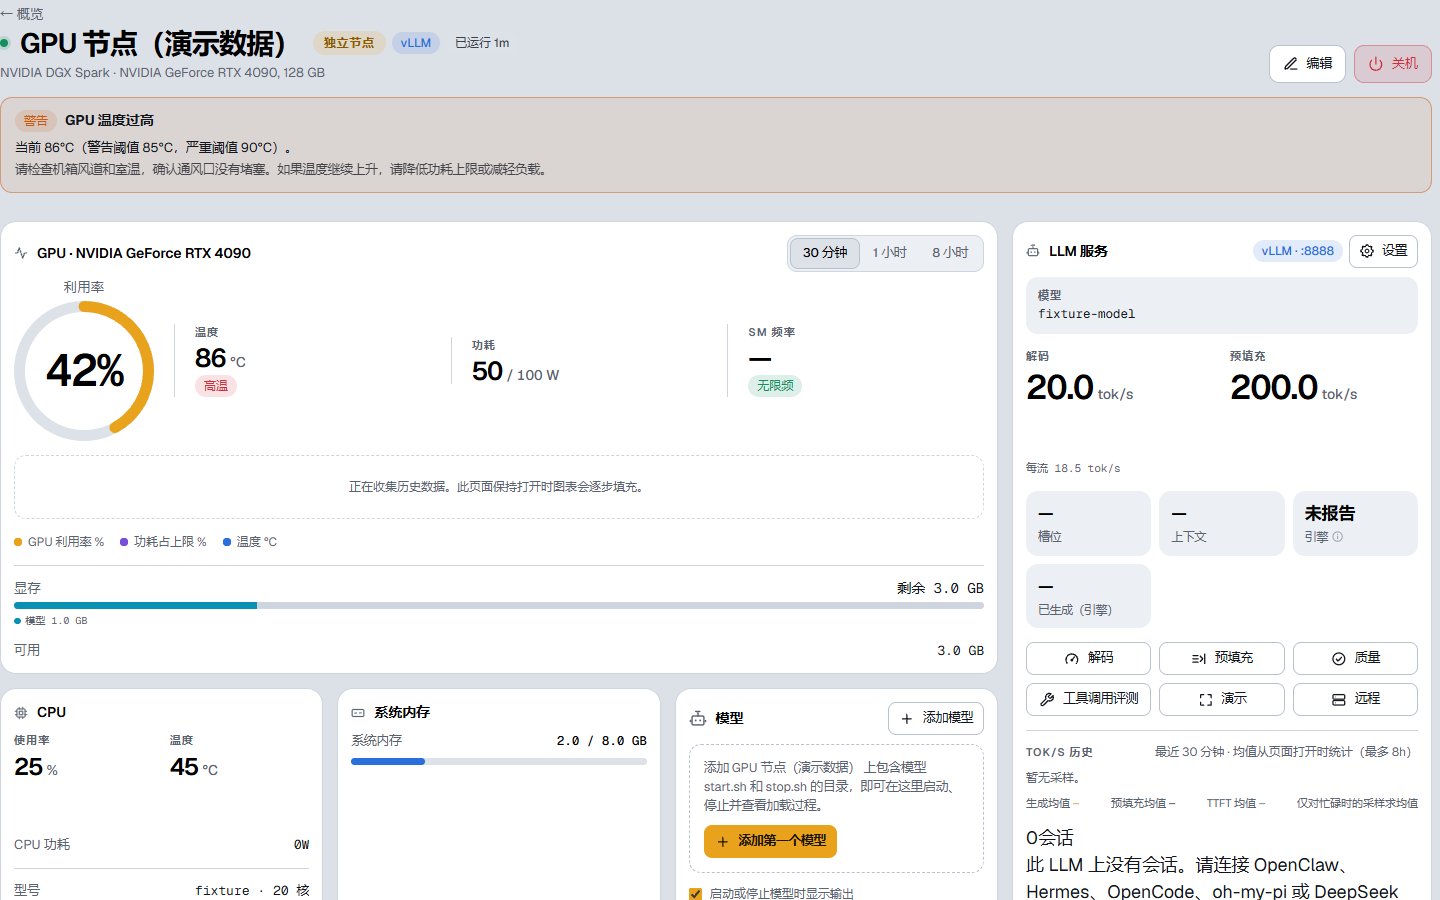 ← 概览
GPU 节点（演示数据）
独立节点
vLLM
已运行 1m
NVIDIA DGX Spark · NVIDIA GeForce RTX 4090, 128 GB
编辑
关机
警告
GPU 温度过高
当前 86°C（警告阈值 85°C，严重阈值 90°C）。
请检查机箱风道和室温，确认通风口没有堵塞。如果温度继续上升，请降低功耗上限或减轻负载。
GPU · NVIDIA GeForce RTX 4090
30 分钟
1 小时
8 小时
利用率
42%
温度
86 °C
高温
功耗
50 / 100 W
SM 频率
—
无限频
正在收集历史数据。此页面保持打开时图表会逐步填充。
GPU 利用率 %
功耗占上限 %
温度 °C
显存
剩余 3.0 GB
模型 1.0 GB
可用
3.0 GB
CPU
使用率
25 %
温度
45 °C
CPU 功耗
0W
型号
fixture · 20 核
系统内存
系统内存
2.0 / 8.0 GB
模型
添加模型
添加 GPU 节点（演示数据） 上包含模型
start.sh 和 stop.sh 的目录，即可在这里启动、
停止并查看加载过程。
添加第一个模型
启动或停止模型时显示输出
LLM 服务
vLLM · :8888
设置
模型
fixture-model
解码
20.0 tok/s
预填充
200.0 tok/s
每流 18.5 tok/s
—
槽位
—
上下文
未报告
引擎
—
已生成（引擎）
解码
预填充
质量
工具调用评测
演示
远程
TOK/S 历史
最近 30 分钟 · 均值从页面打开时统计（最多 8h）
暂无采样。
生成均值 –
预填充均值 –
TTFT 均值 –
仅对忙碌时的采样求均值
0会话
此 LLM 上没有会话。请连接 OpenClaw、
Hermes、OpenCode、oh-my-pi 或 DeepSeek